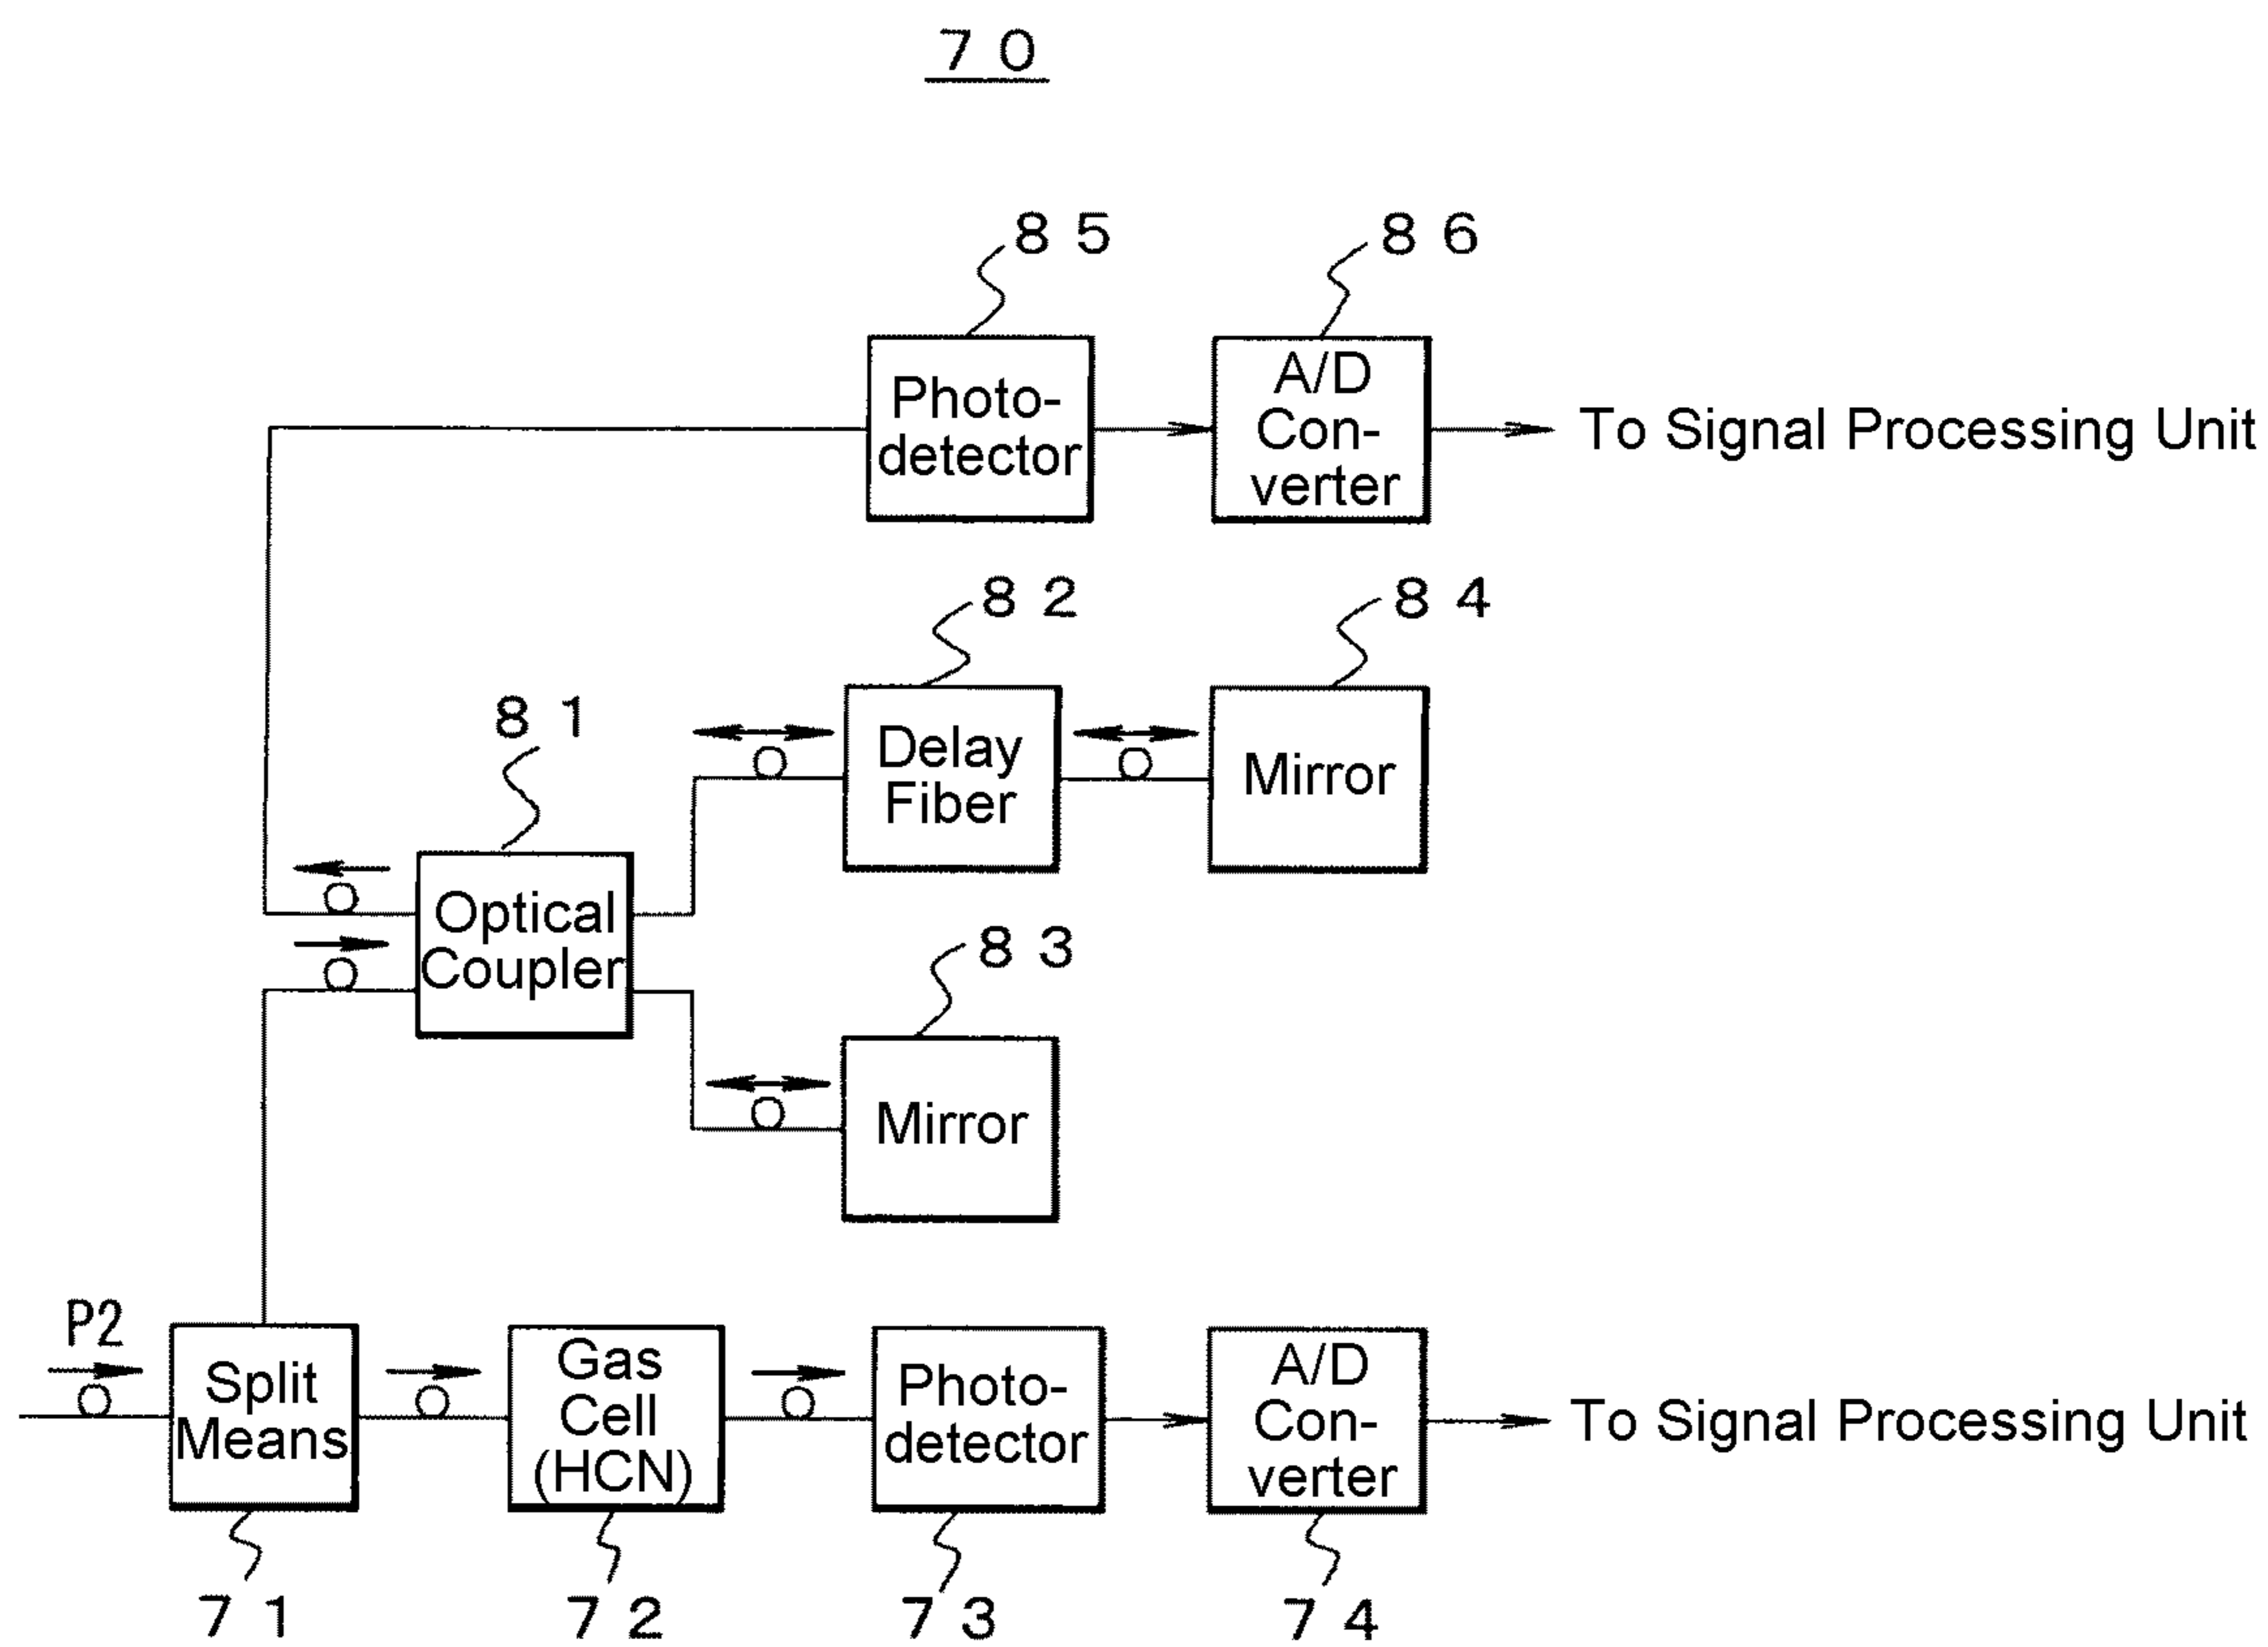 70
85
86
Photo-
detector
A/D
Con-
verter
To Signal Processing Unit
82
84
81
Delay
Fiber
Mirror
Optical
Coupler
83
Mirror
P2
Split
Means
Gas
Cell
(HCN)
Photo-
detector
A/D
Con-
verter
To Signal Processing Unit
71
72
73
74